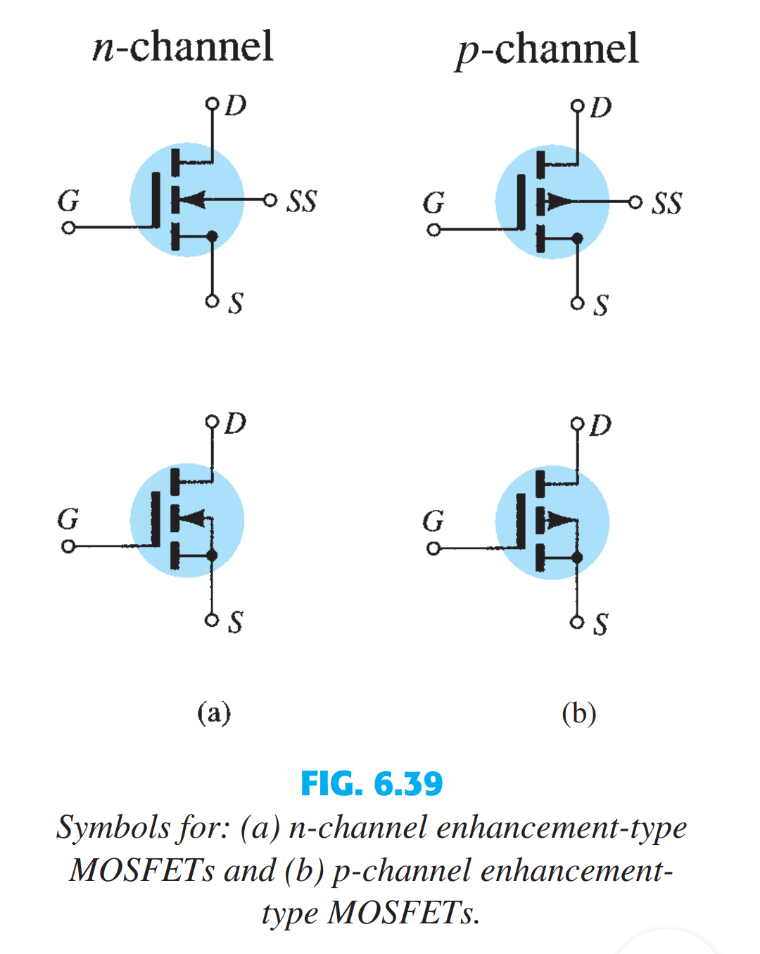 n-channel
p-channel
D
D
G
SS
G
SS
S
S
D
D
G
G
S
S
(a)
(b)
FIG. 6.39
Symbols for: (a) n-channel enhancement-type
MOSFETs and (b) p-channel enhancement-
type MOSFETs.